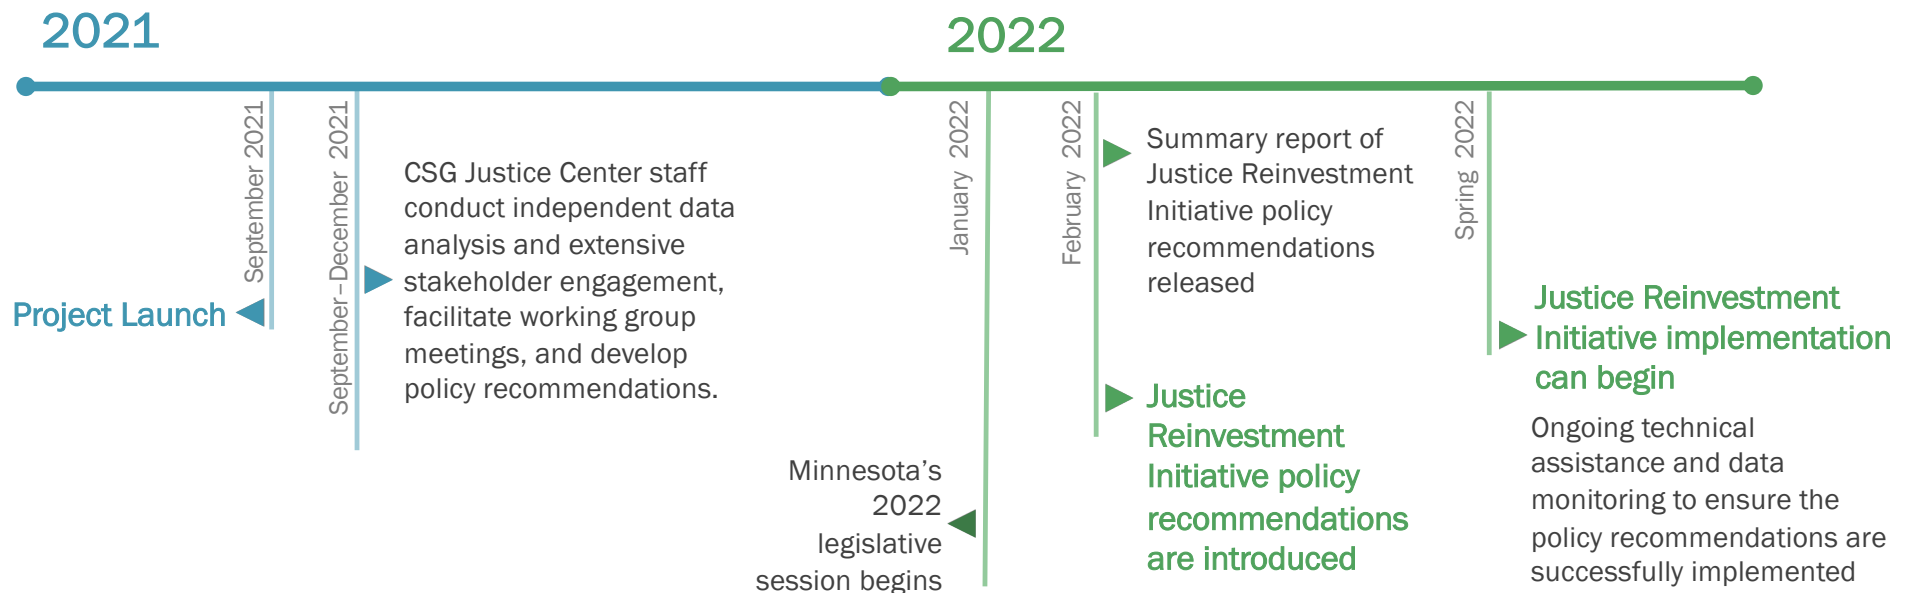 2021
2022
September 2021
Project Launch
September–December 2021
CSG Justice Center staff
conduct independent data
analysis and extensive
stakeholder engagement,
facilitate working group
meetings, and develop
policy recommendations.
January 2022
Minnesota’s
2022
legislative
session begins
February 2022
Summary report of
Justice Reinvestment
Initiative policy
recommendations
released
Justice
Reinvestment
Initiative policy
recommendations
are introduced
Spring 2022
Justice Reinvestment
Initiative implementation
can begin
Ongoing technical
assistance and data
monitoring to ensure the
policy recommendations are
successfully implemented